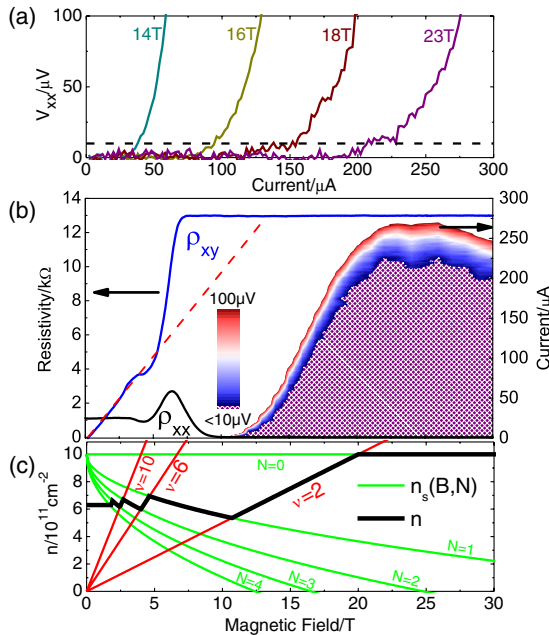 (a)
100
50
0
V_xx/μV
14T
16T
18T
23T
0 50 100 150 200 250 300
Current/μA
(b)
16
14
12
10
8
6
4
2
0
Resistivity/kΩ
ρ_xy
ρ_xx
100μV
<10μV
300
250
200
150
100
50
0
Current/μA
(c)
10
8
6
4
2
0
n/10^11cm^-2
ν=10
ν=6
ν=2
N=0
N=1
N=2
N=3
N=4
n_s(B,N)
n
0 5 10 15 20 25 30
Magnetic Field/T